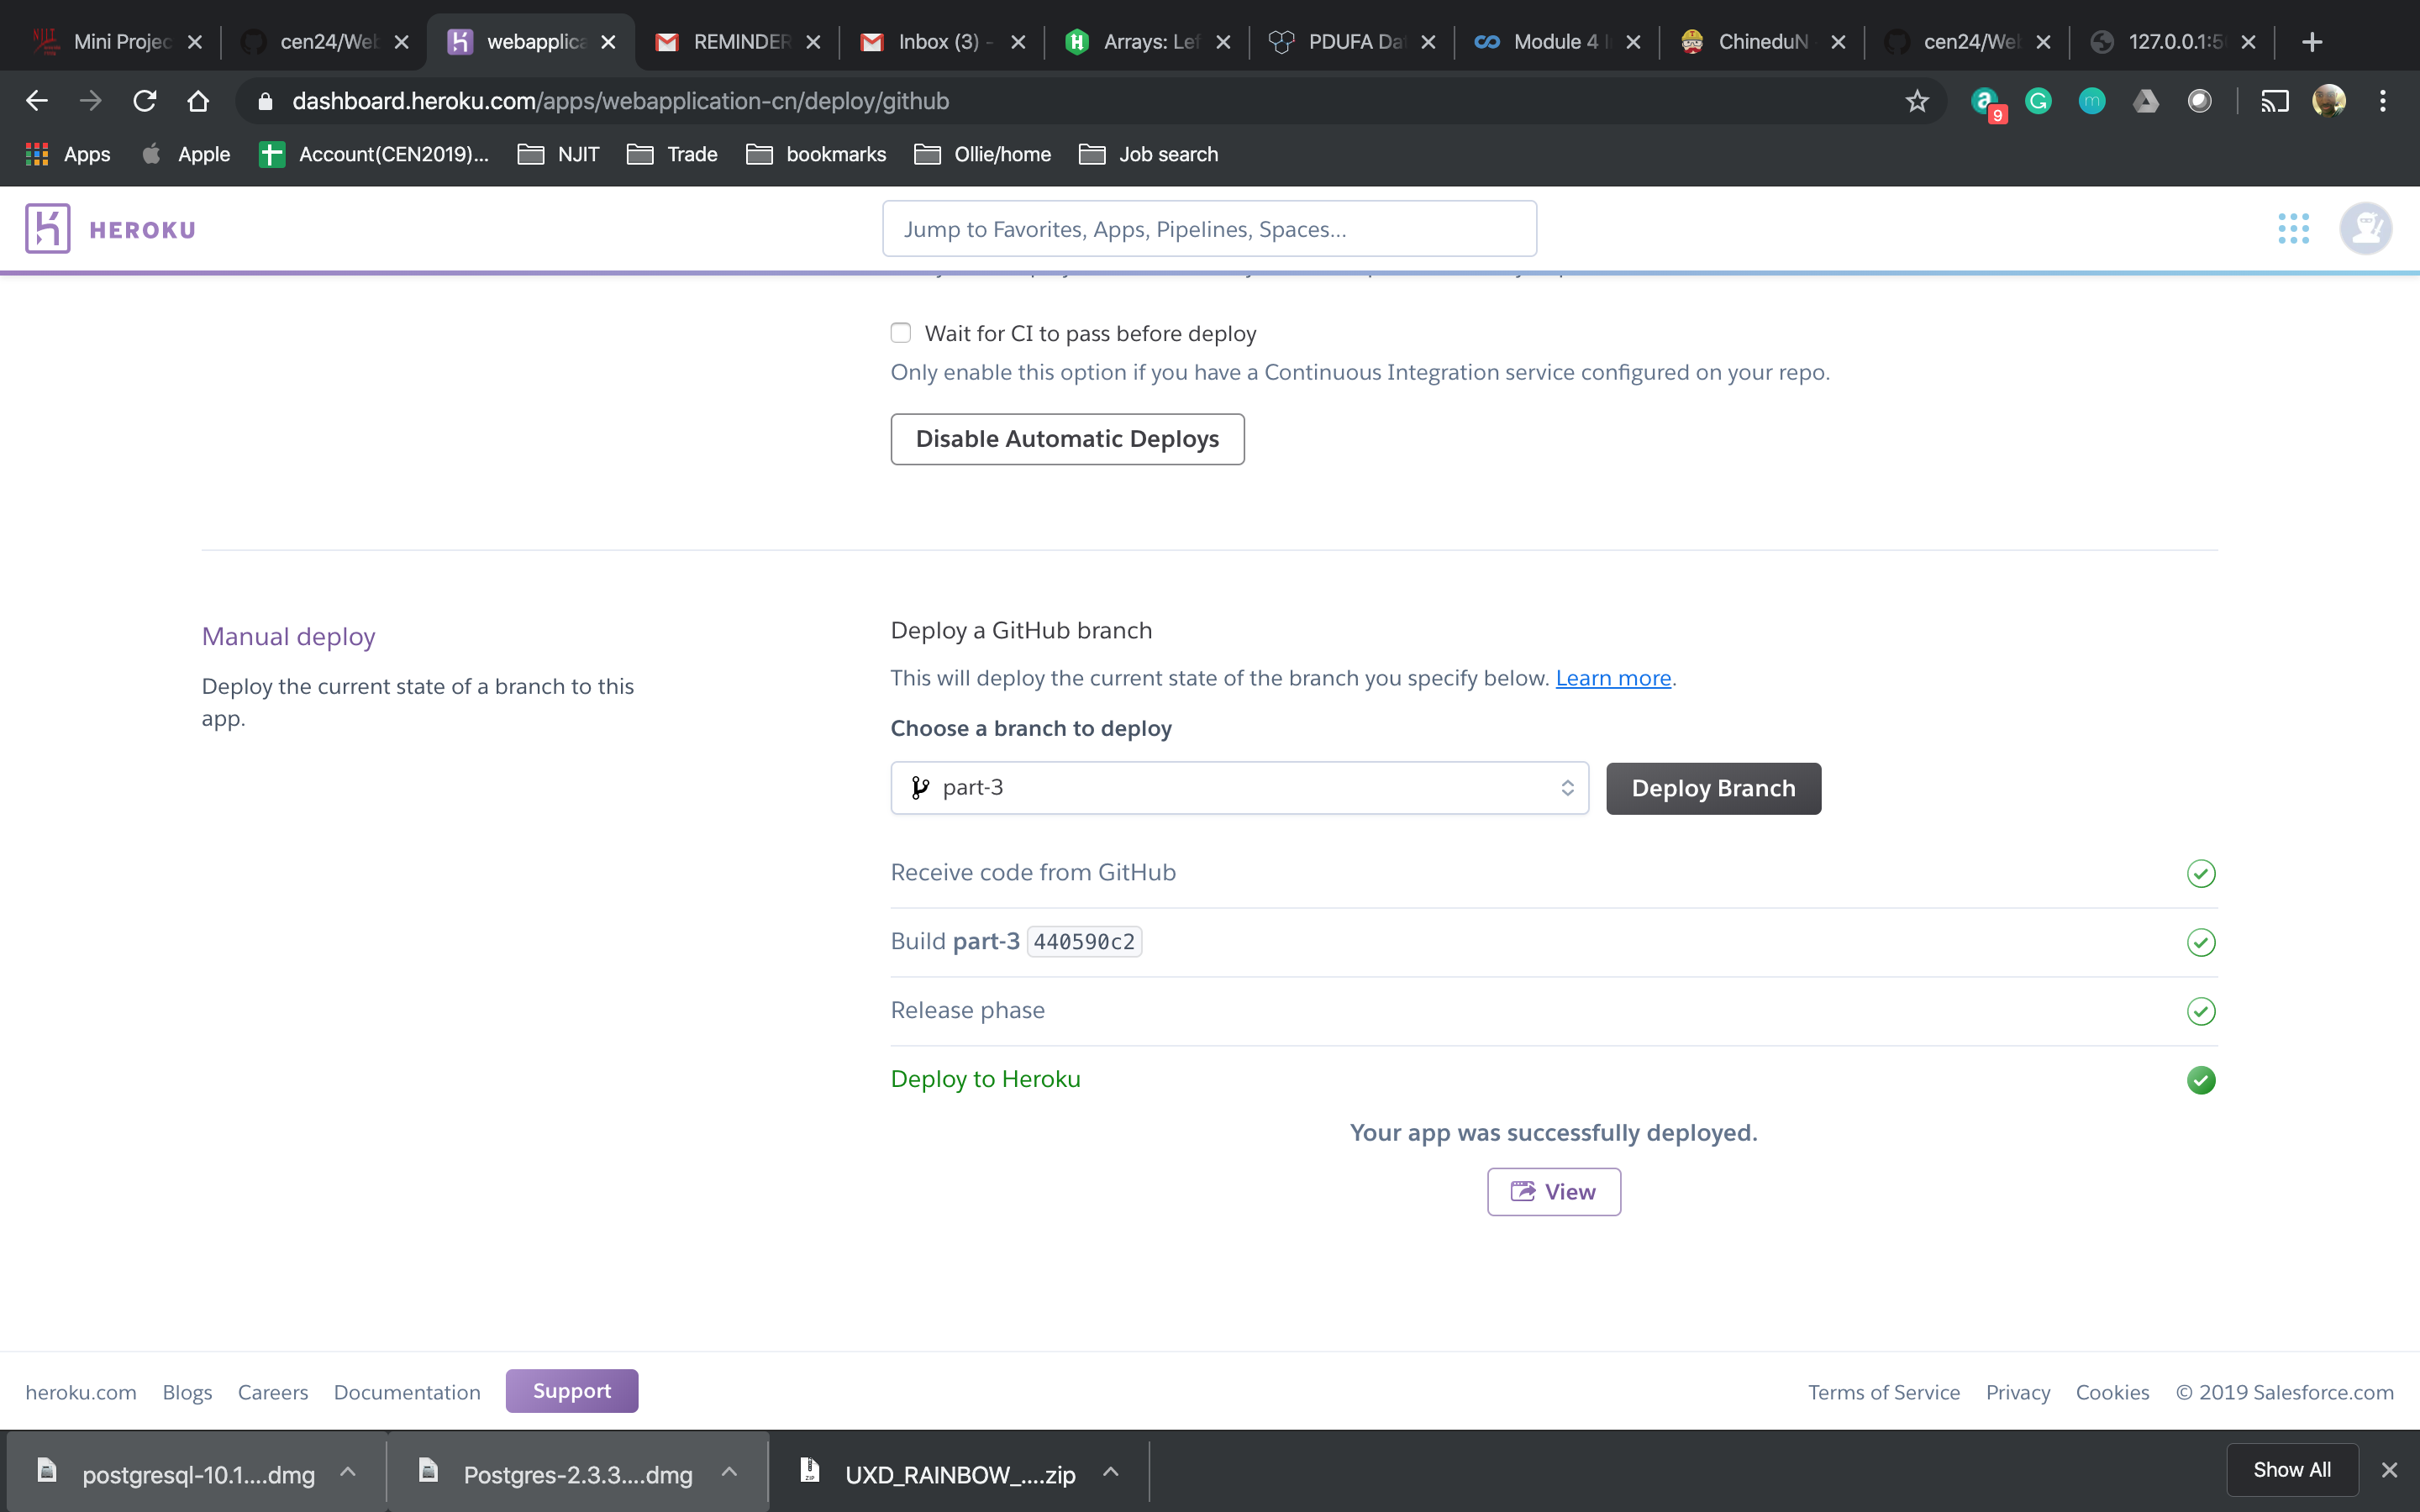 Mini Projec
cen24/Web
webapplica
REMINDER
Inbox (3) -
Arrays: Lef
PDUFA Da
Module 4 I
ChineduN
cen24/Web
127.0.0.1:5
dashboard.heroku.com/apps/webapplication-cn/deploy/github
9
Apps
Apple
Account(CEN2019)...
NJIT
Trade
bookmarks
Ollie/home
Job search
HEROKU
Jump to Favorites, Apps, Pipelines, Spaces...
Wait for CI to pass before deploy
Only enable this option if you have a Continuous Integration service configured on your repo.
Disable Automatic Deploys
Manual deploy
Deploy the current state of a branch to this
app.
Deploy a GitHub branch
This will deploy the current state of the branch you specify below. Learn more.
Choose a branch to deploy
part-3
Deploy Branch
Receive code from GitHub
Build part-3 440590c2
Release phase
Deploy to Heroku
Your app was successfully deployed.
View
heroku.com
Blogs
Careers
Documentation
Support
Terms of Service
Privacy
Cookies
© 2019 Salesforce.com
postgresql-10.1....dmg
Postgres-2.3.3....dmg
UXD_RAINBOW_....zip
Show All